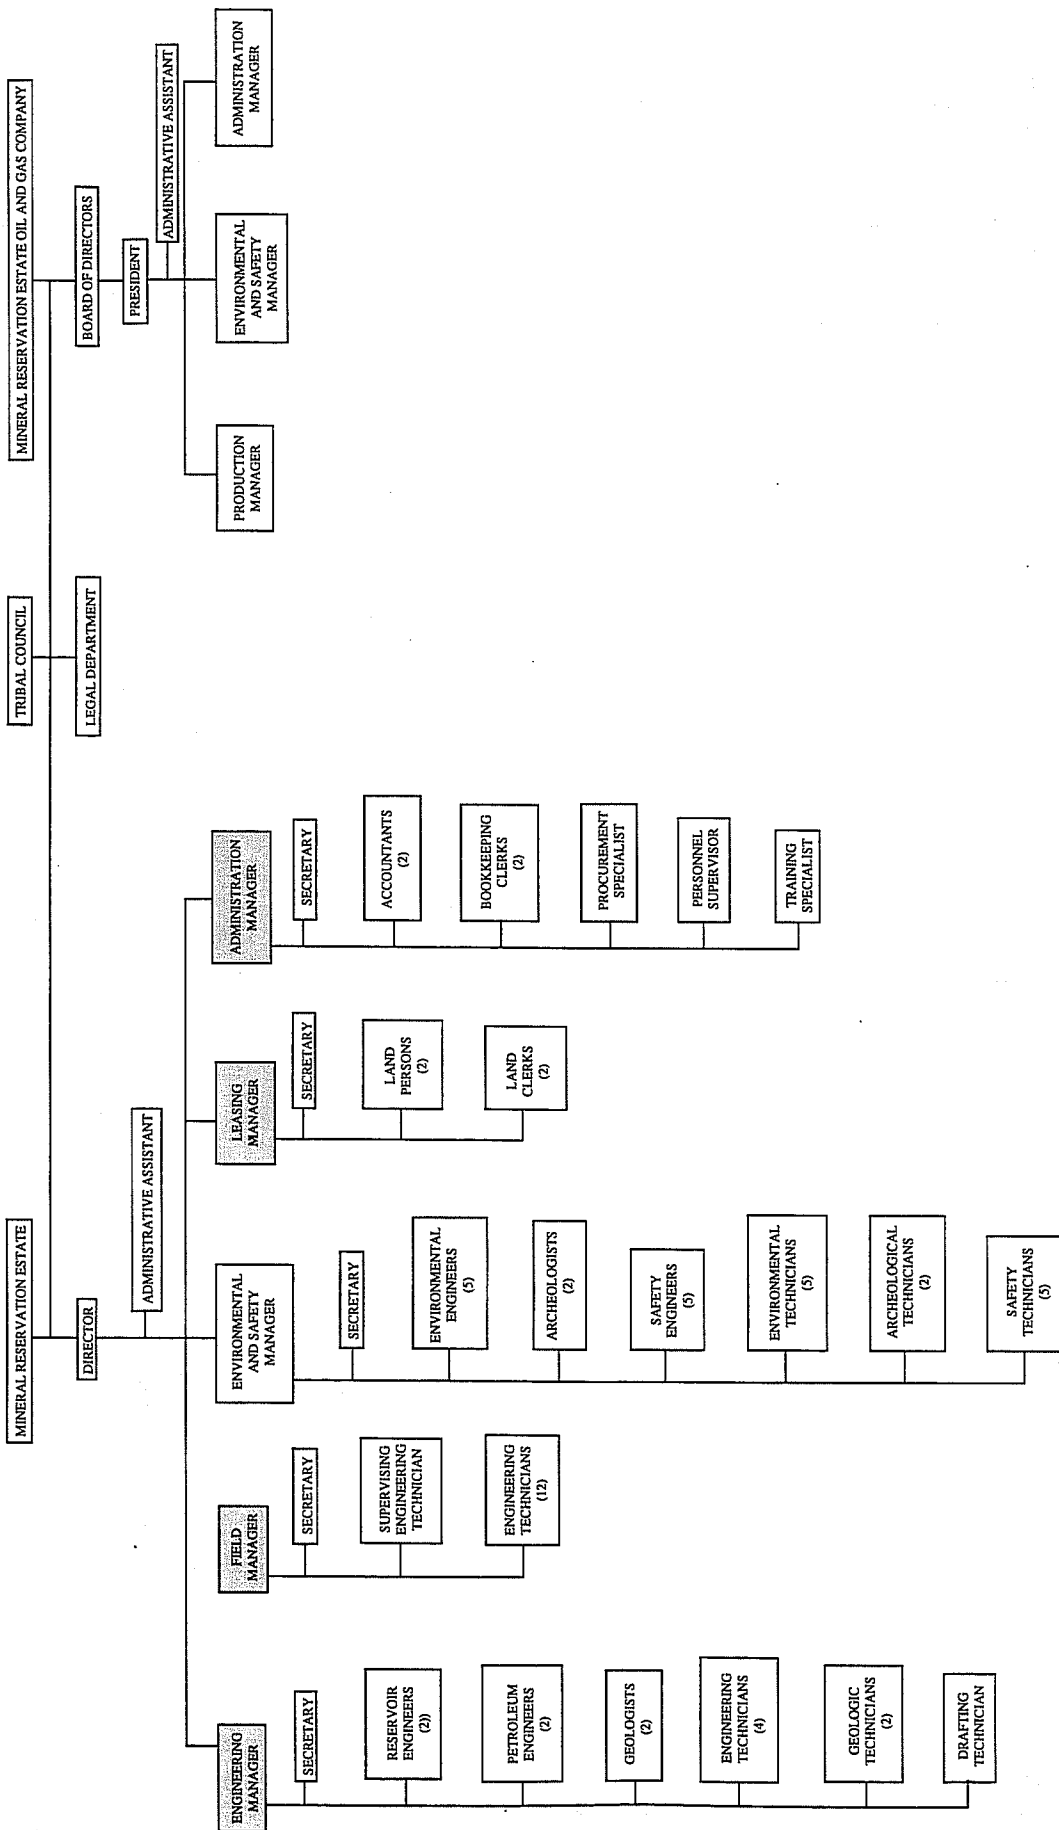 MINERAL RESERVATION ESTATE
TRIBAL COUNCIL
MINERAL RESERVATION ESTATE OIL AND GAS COMPANY
DIRECTOR
LEGAL DEPARTMENT
BOARD OF DIRECTORS
PRESIDENT
ADMINISTRATIVE ASSISTANT
ADMINISTRATIVE ASSISTANT
ENGINEERING
MANAGER
SECRETARY
RESERVOIR
ENGINEERS
(2))
PETROLEUM
ENGINEERS
(2)
GEOLOGISTS
(2)
ENGINEERING
TECHNICIANS
(4)
GEOLOGIC
TECHNICIANS
(2)
DRAFTING
TECHNICIAN
FIELD
MANAGER
SECRETARY
SUPERVISING
ENGINEERING
TECHNICIAN
ENGINEERING
TECHNICIANS
(12)
ENVIRONMENTAL
AND SAFETY
MANAGER
SECRETARY
ENVIRONMENTAL
ENGINEERS
(5)
ARCHEOLOGISTS
(2)
SAFETY
ENGINEERS
(5)
ENVIRONMENTAL
TECHNICIANS
(5)
ARCHEOLOGICAL
TECHNICIANS
(2)
SAFETY
TECHNICIANS
(5)
LEASING
MANAGER
SECRETARY
LAND
PERSONS
(2)
LAND
CLERKS
(2)
ADMINISTRATION
MANAGER
SECRETARY
ACCOUNTANTS
(2)
BOOKKEEPING
CLERKS
(2)
PROCUREMENT
SPECIALIST
PERSONNEL
SUPERVISOR
TRAINING
SPECIALIST
PRODUCTION
MANAGER
ENVIRONMENTAL
AND SAFETY
MANAGER
ADMINISTRATION
MANAGER